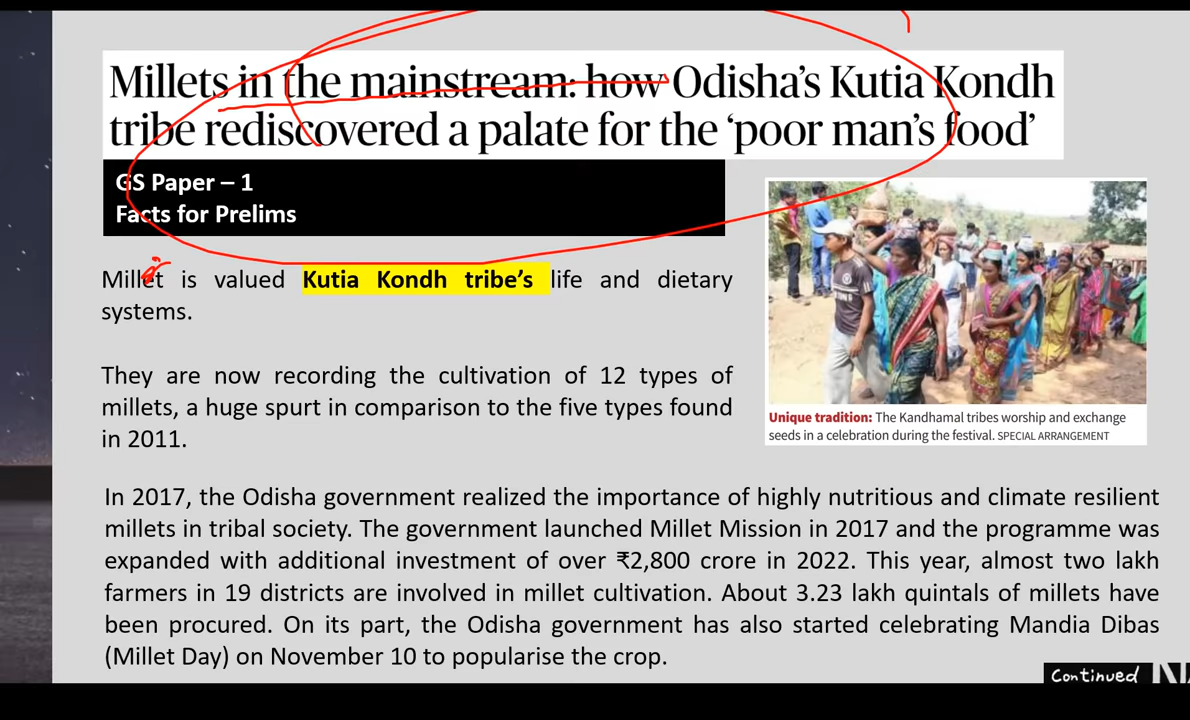 Millets in the mainstream: how Odisha’s Kutia Kondh
tribe rediscovered a palate for the ‘poor man’s food’
GS Paper – 1
Facts for Prelims
Millet is valued Kutia Kondh tribe’s life and dietary
systems.
They are now recording the cultivation of 12 types of
millets, a huge spurt in comparison to the five types found
in 2011.
Unique tradition: The Kandhamal tribes worship and exchange
seeds in a celebration during the festival. SPECIAL ARRANGEMENT
In 2017, the Odisha government realized the importance of highly nutritious and climate resilient
millets in tribal society. The government launched Millet Mission in 2017 and the programme was
expanded with additional investment of over ₹2,800 crore in 2022. This year, almost two lakh
farmers in 19 districts are involved in millet cultivation. About 3.23 lakh quintals of millets have
been procured. On its part, the Odisha government has also started celebrating Mandia Dibas
(Millet Day) on November 10 to popularise the crop.
Continued